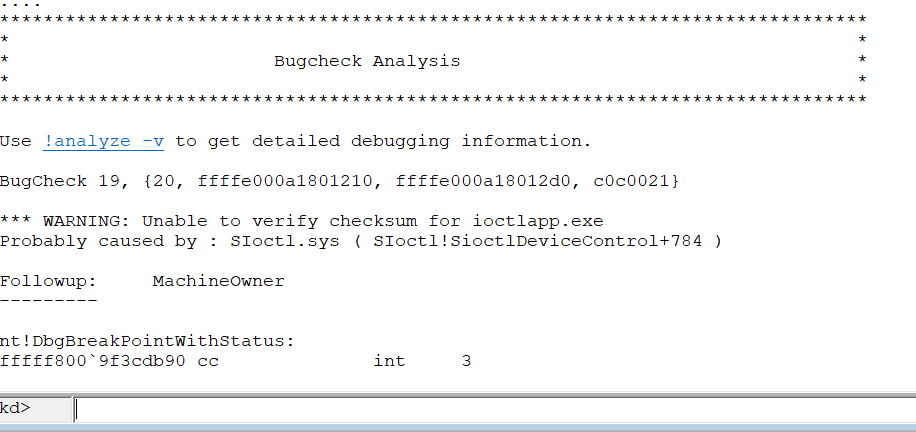 ....
*******************************************************************************
*                                                                             *
*                        Bugcheck Analysis                                    *
*                                                                             *
*******************************************************************************
Use !analyze -v to get detailed debugging information.
BugCheck 19, {20, ffffe000a1801210, ffffe000a18012d0, c0c0021}
*** WARNING: Unable to verify checksum for ioctlapp.exe
Probably caused by : SIoctl.sys ( SIoctl!SioctlDeviceControl+784 )
Followup:     MachineOwner
---------
nt!DbgBreakPointWithStatus:
fffff800`9f3cdb90 cc              int     3
kd>